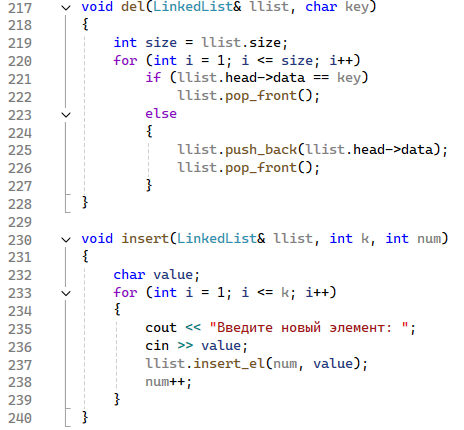 217 void del(LinkedList& llist, char key)
218 {
219     int size = llist.size;
220     for (int i = 1; i <= size; i++)
221         if (llist.head->data == key)
222             llist.pop_front();
223         else
224         {
225             llist.push_back(llist.head->data);
226             llist.pop_front();
227         }
228 }
229
230 void insert(LinkedList& llist, int k, int num)
231 {
232     char value;
233     for (int i = 1; i <= k; i++)
234     {
235         cout << "Введите новый элемент: ";
236         cin >> value;
237         llist.insert_el(num, value);
238         num++;
239     }
240 }